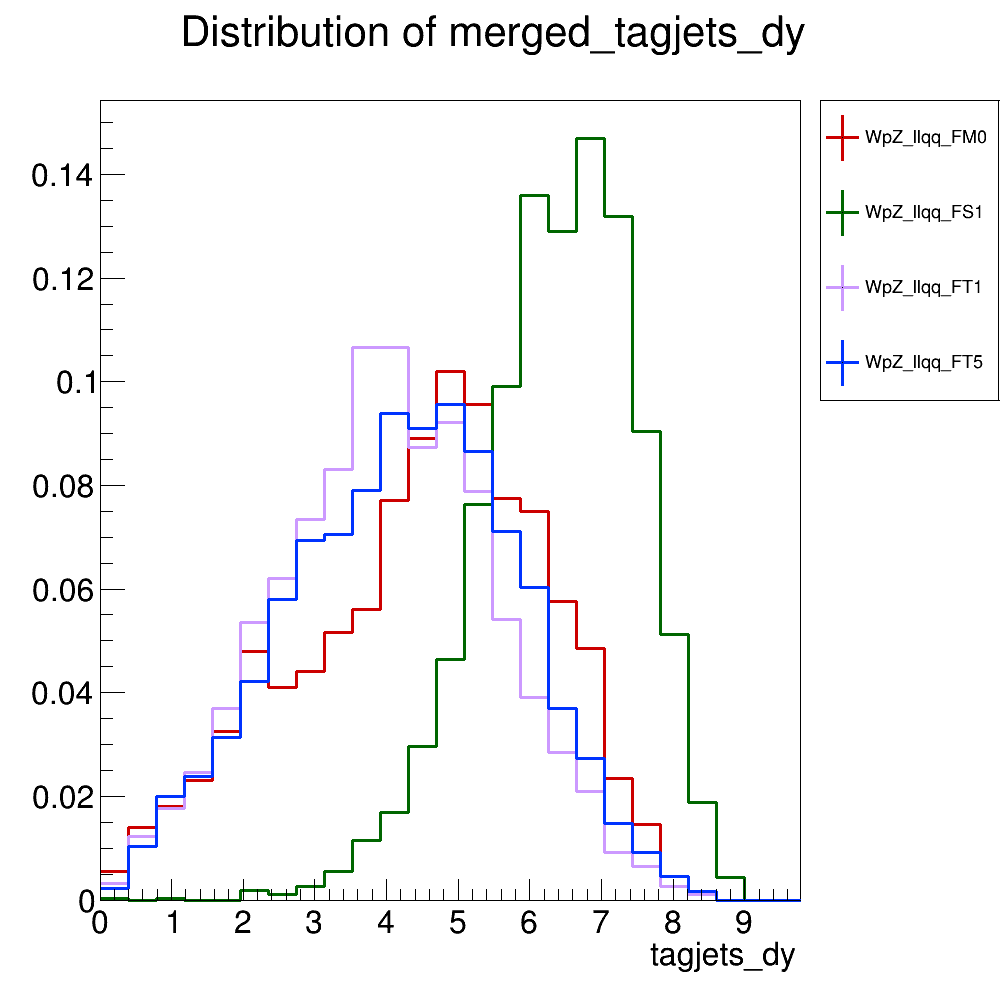 Distribution of merged_tagjets_dy
WpZ_llqq_FM0
WpZ_llqq_FS1
WpZ_llqq_FT1
WpZ_llqq_FT5
0.14
0.12
0.1
0.08
0.06
0.04
0.02
0
0 1 2 3 4 5 6 7 8 9
tagjets_dy